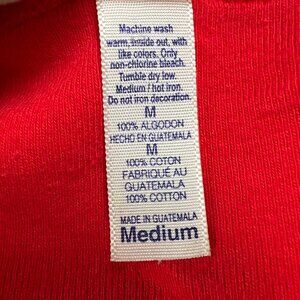 Machine wash
warm, inside out, with
like colors. Only
non-chlorine bleach.
Tumble dry low.
Medium / hot iron.
Do not iron decoration.
M
100% ALGODON
HECHO EN GUATEMALA
M
100% COTON
FABRIQUÉ AU
GUATEMALA
100% COTTON
MADE IN GUATEMALA
Medium